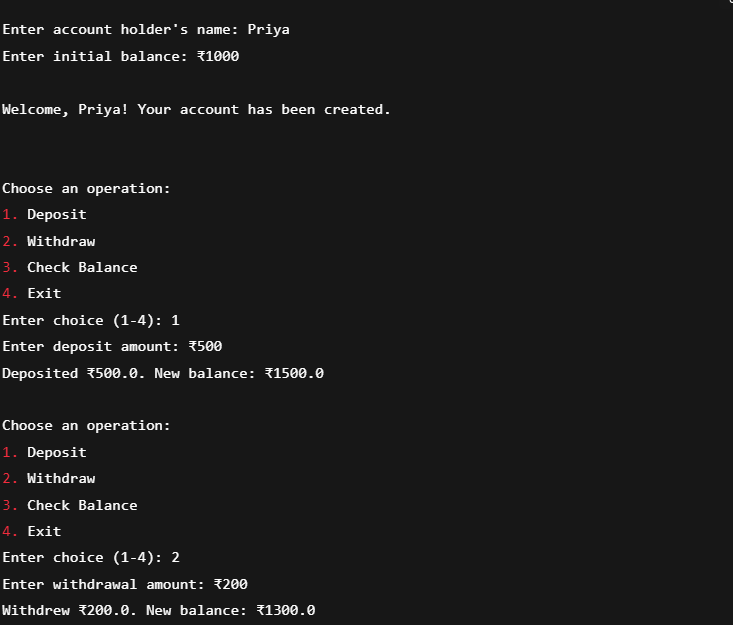 Enter account holder's name: Priya
Enter initial balance: ₹1000
Welcome, Priya! Your account has been created.
Choose an operation:
1. Deposit
2. Withdraw
3. Check Balance
4. Exit
Enter choice (1-4): 1
Enter deposit amount: ₹500
Deposited ₹500.0. New balance: ₹1500.0
Choose an operation:
1. Deposit
2. Withdraw
3. Check Balance
4. Exit
Enter choice (1-4): 2
Enter withdrawal amount: ₹200
Withdrew ₹200.0. New balance: ₹1300.0